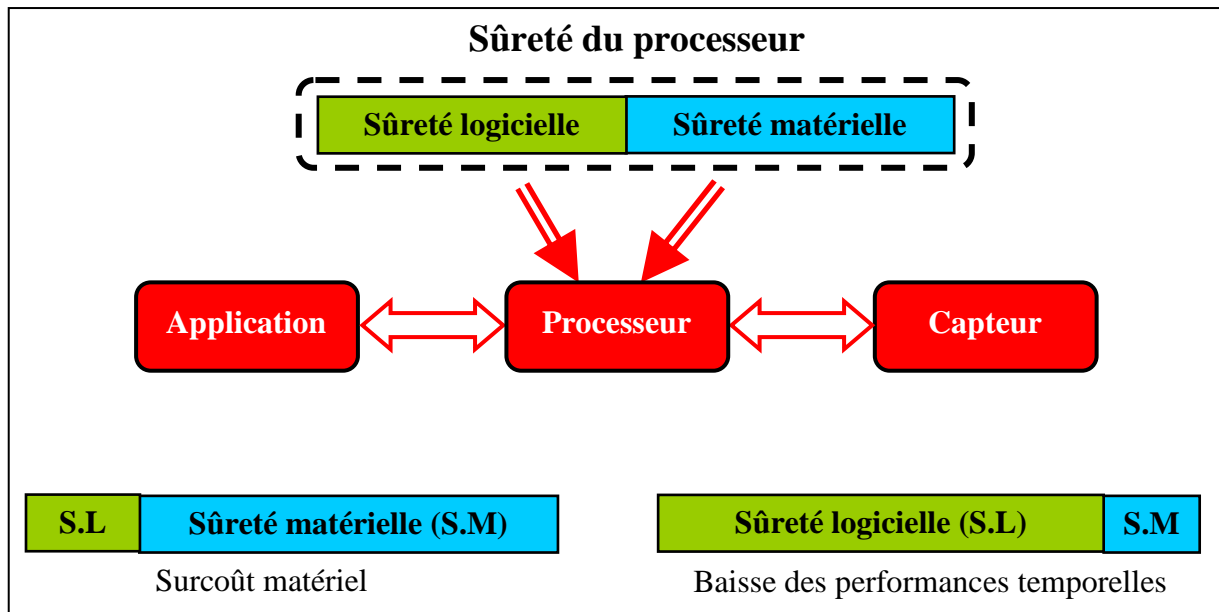 Sûreté du processeur
Sûreté logicielle
Sûreté matérielle
Application
Processeur
Capteur
S.L
Sûreté matérielle (S.M)
Sûreté logicielle (S.L)
S.M
Surcoût matériel
Baisse des performances temporelles